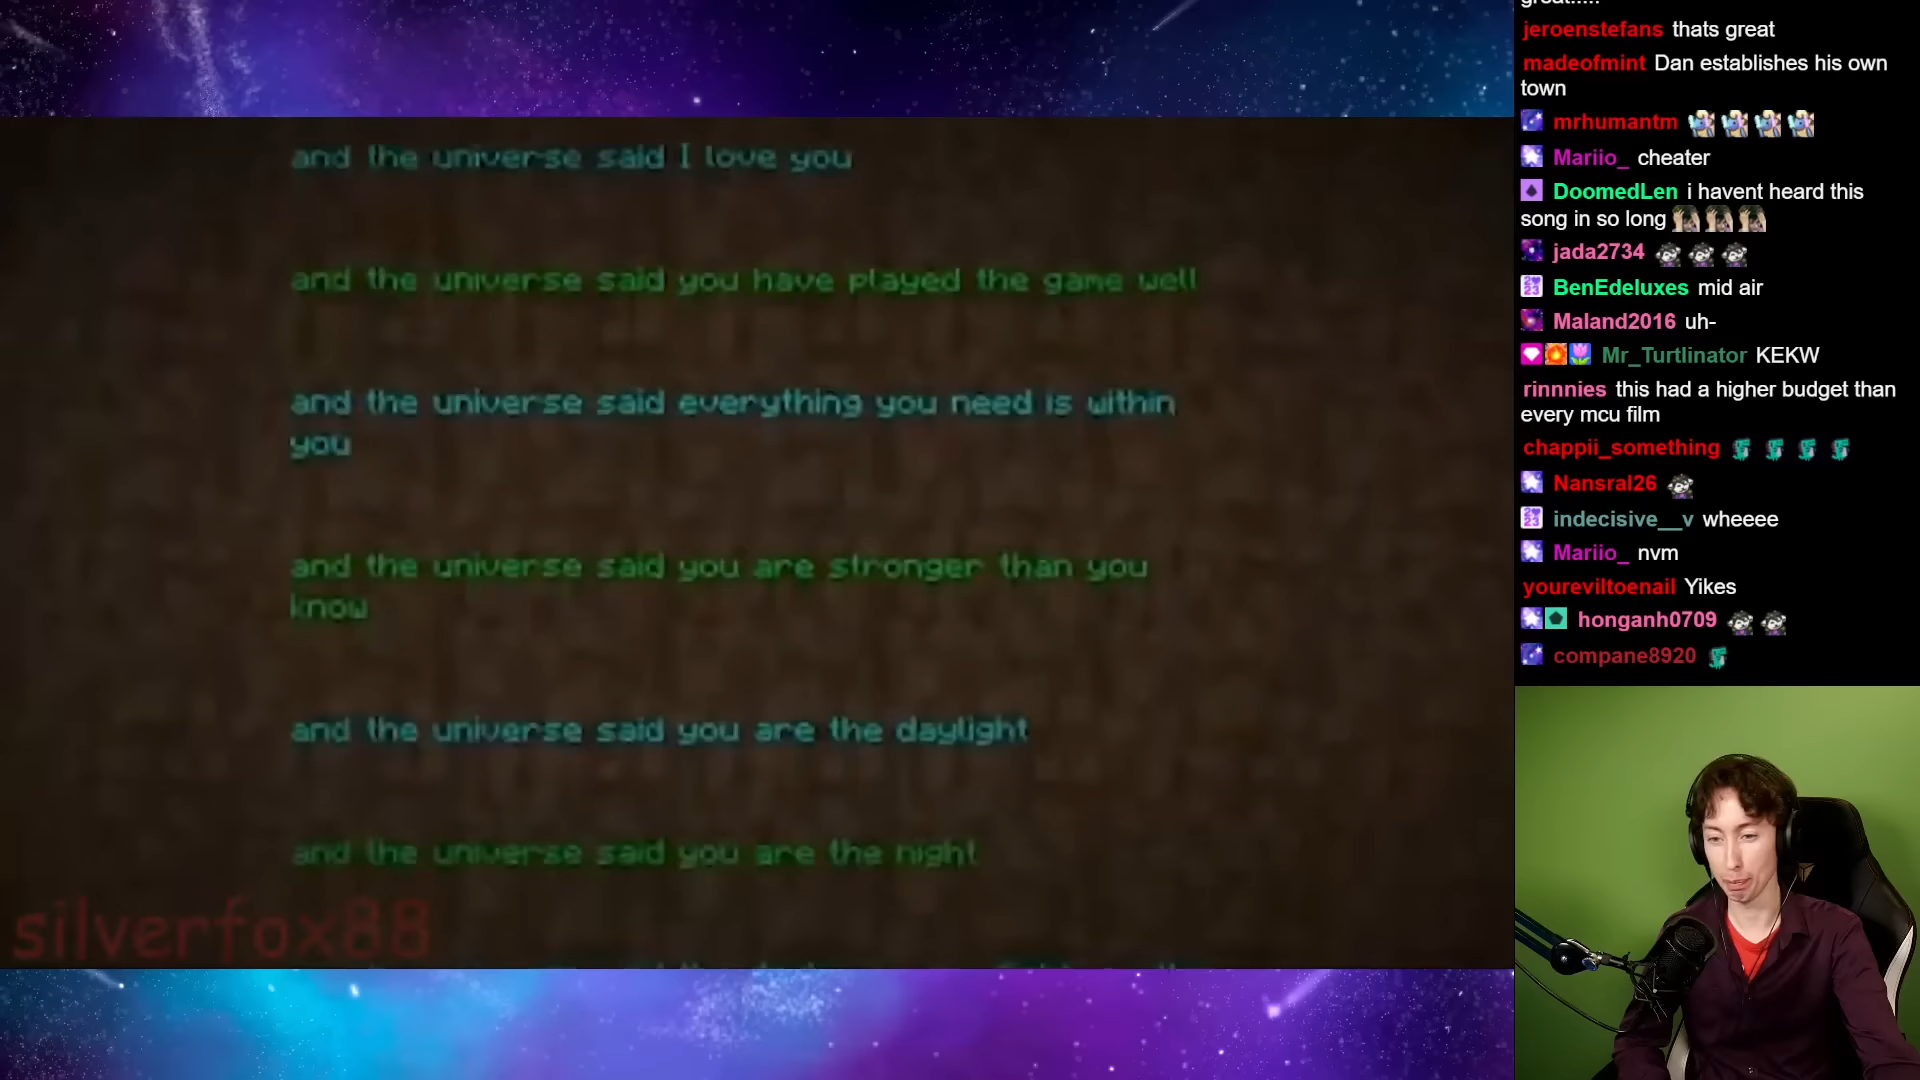 and the universe said I love you
and the universe said you have played the game well
and the universe said everything you need is within
you
and the universe said you are stronger than you
know
and the universe said you are the daylight
and the universe said you are the night
silverfox88
great.....
jeroenstefans thats great
madeofmint Dan establishes his own
town
mrhumantm
Mariio_ cheater
DoomedLen i havent heard this
song in so long
jada2734
BenEdeluxes mid air
Maland2016 uh-
Mr_Turtlinator KEKW
rinnnies this had a higher budget than
every mcu film
chappii_something
Nansral26
indecisive__v wheeee
Mariio_ nvm
youreviltoenail Yikes
honganh0709
compane8920